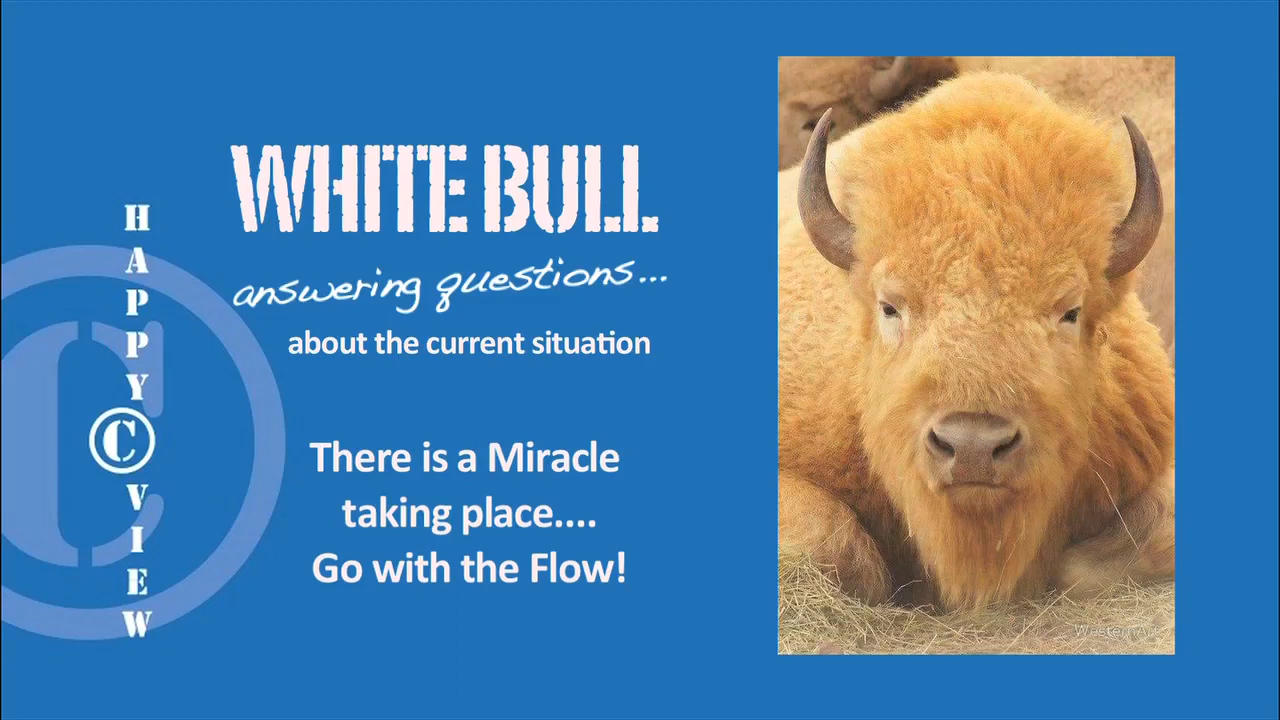 WHITE BULL
answering questions...
about the current situation
There is a Miracle
taking place....
Go with the Flow!
HAPPY
©
VIEW